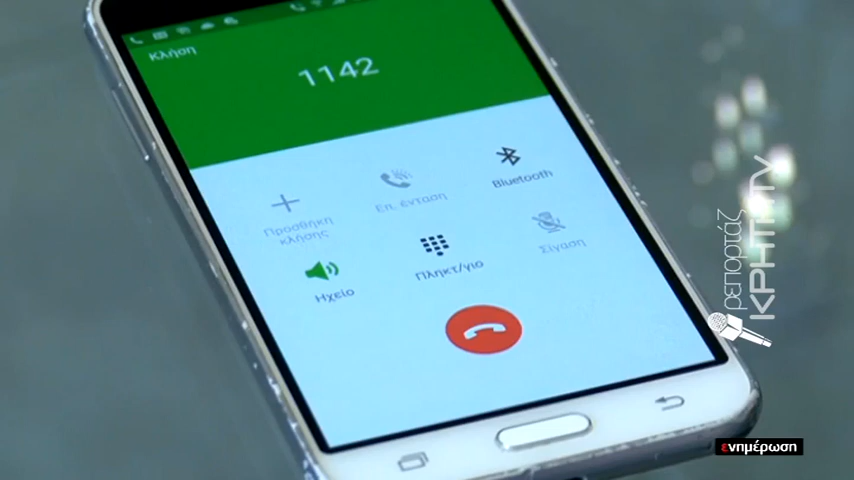 Κλήση
1142
Προσθήκη
κλήσης
Επ. ένταση
Bluetooth
Ηχείο
Πληκτ/γιο
Σίγαση
ρεπορτάζ
ΚΡΗΤΗ TV
ενημέρωση